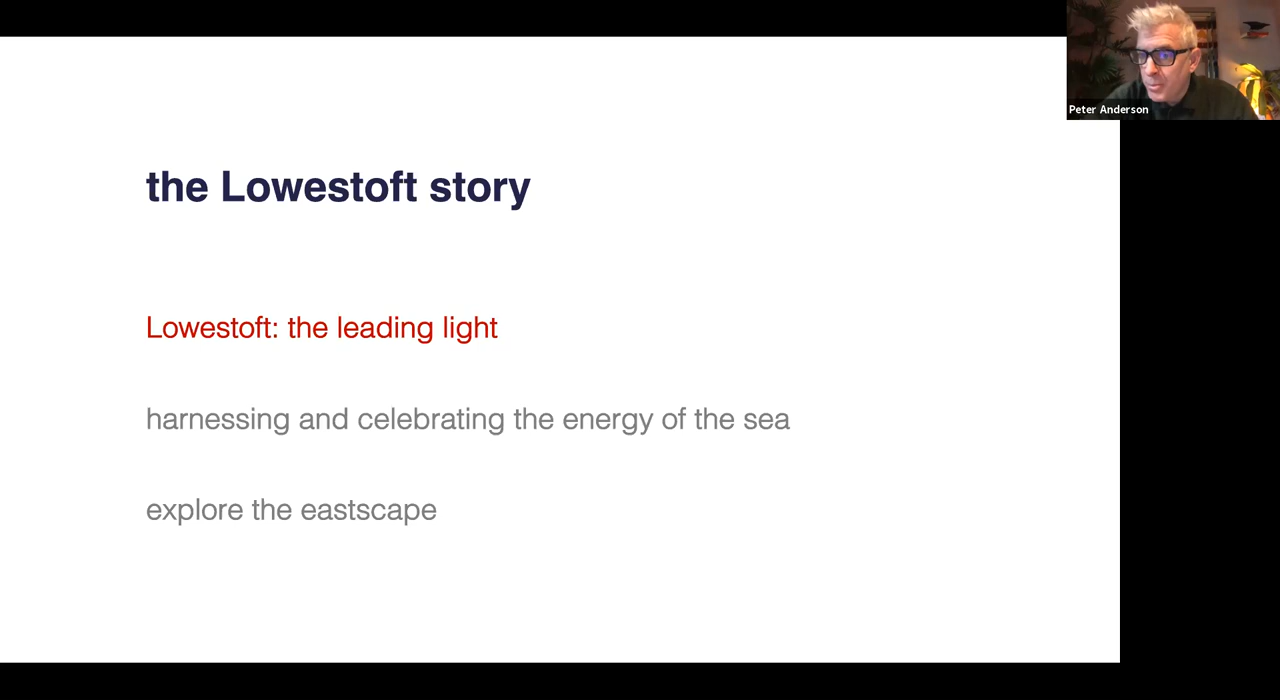 Peter Anderson
the Lowestoft story
Lowestoft: the leading light
harnessing and celebrating the energy of the sea
explore the eastscape